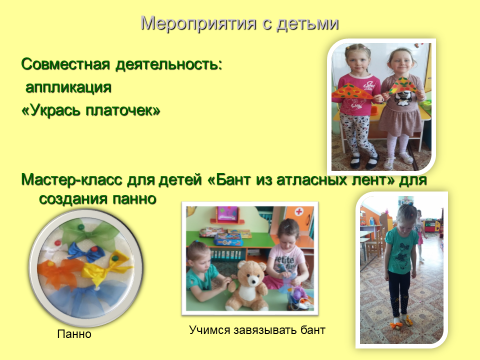 Мероприятия с детьми
Совместная деятельность:
аппликация
«Укрась платочек»
Мастер-класс для детей «Бант из атласных лент» для
создания панно
Панно
Учимся завязывать бант